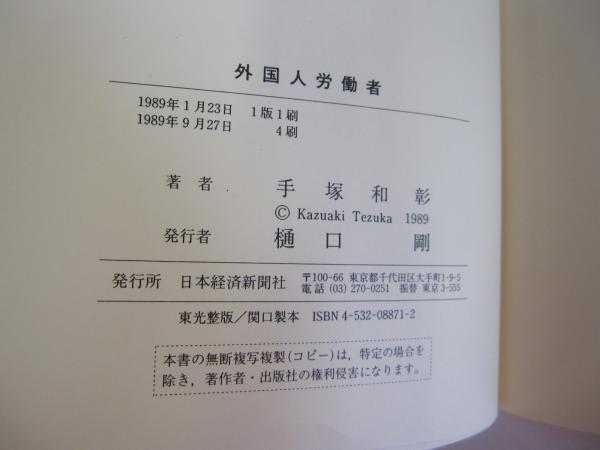 外国人労働者
1989年1月23日 1版1刷
1989年9月27日 4刷
著者 手塚和彰
© Kazuaki Tezuka 1989
発行者 樋口 剛
発行所 日本経済新聞社 〒100-66 東京都千代田区大手町1-9-5
電話 (03) 270-0251 振替 東京3-555
東光整版/関口製本 ISBN4-532-08871-2
本書の無断複写複製(コピー)は,特定の場合を
除き,著作者・出版社の権利侵害になります。